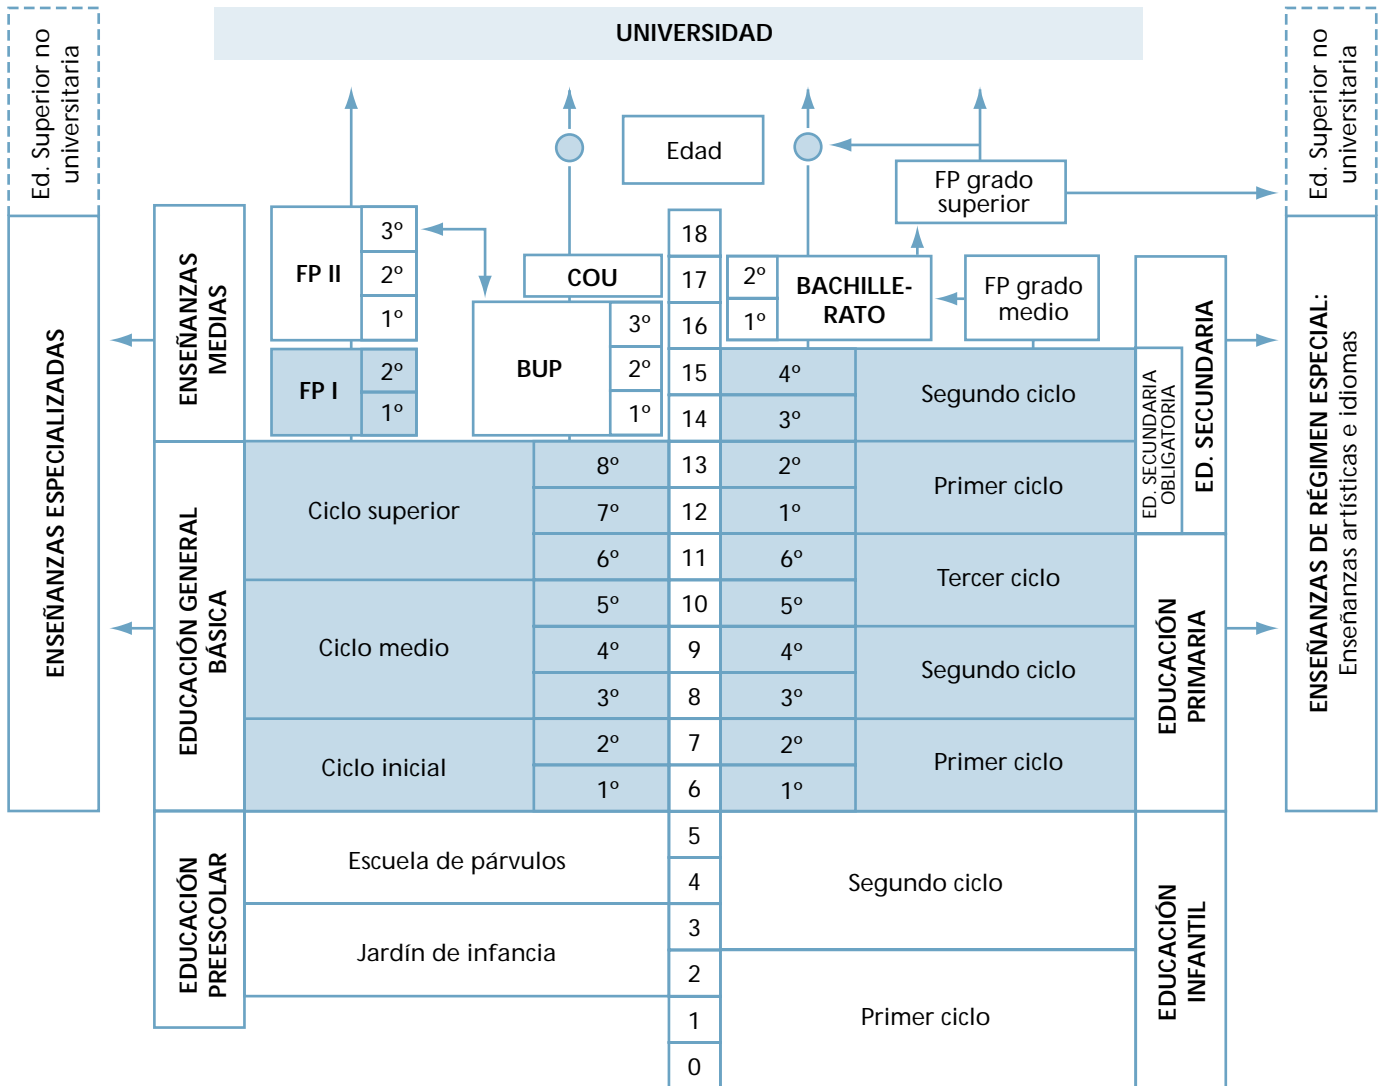 UNIVERSIDAD
Ed. Superior no
universitaria
ENSEÑANZAS ESPECIALIZADAS
ENSEÑANZAS
MEDIAS
EDUCACIÓN GENERAL
BÁSICA
EDUCACIÓN
PREESCOLAR
FP II
3º
2º
1º
FP I
2º
1º
COU
BUP
3º
2º
1º
Ciclo superior
8º
7º
6º
Ciclo medio
5º
4º
3º
Ciclo inicial
2º
1º
Escuela de párvulos
Jardín de infancia
Edad
18
17
16
15
14
13
12
11
10
9
8
7
6
5
4
3
2
1
0
FP grado
superior
2º
1º
BACHILLE-
RATO
FP grado
medio
4º
3º
Segundo ciclo
2º
1º
Primer ciclo
6º
5º
Tercer ciclo
4º
3º
Segundo ciclo
2º
1º
Primer ciclo
Segundo ciclo
Primer ciclo
ED. SECUNDARIA
OBLIGATORIA
ED. SECUNDARIA
EDUCACIÓN
PRIMARIA
EDUCACIÓN
INFANTIL
Ed. Superior no
universitaria
ENSEÑANZAS DE RÉGIMEN ESPECIAL:
Enseñanzas artísticas e idiomas